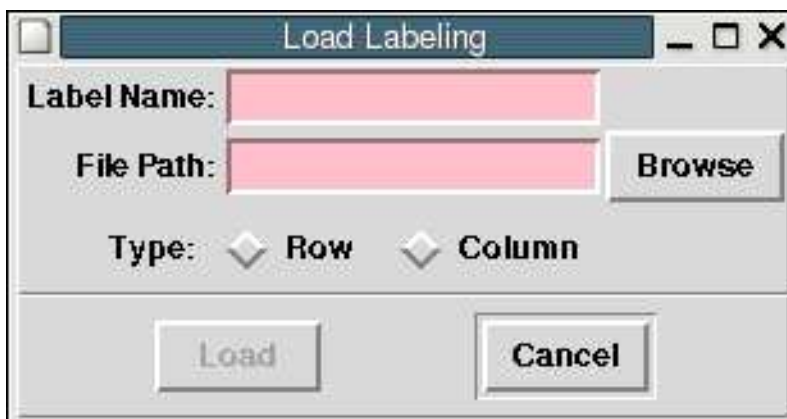 Load Labeling
Label Name:
File Path: Browse
Type: Row Column
Load Cancel